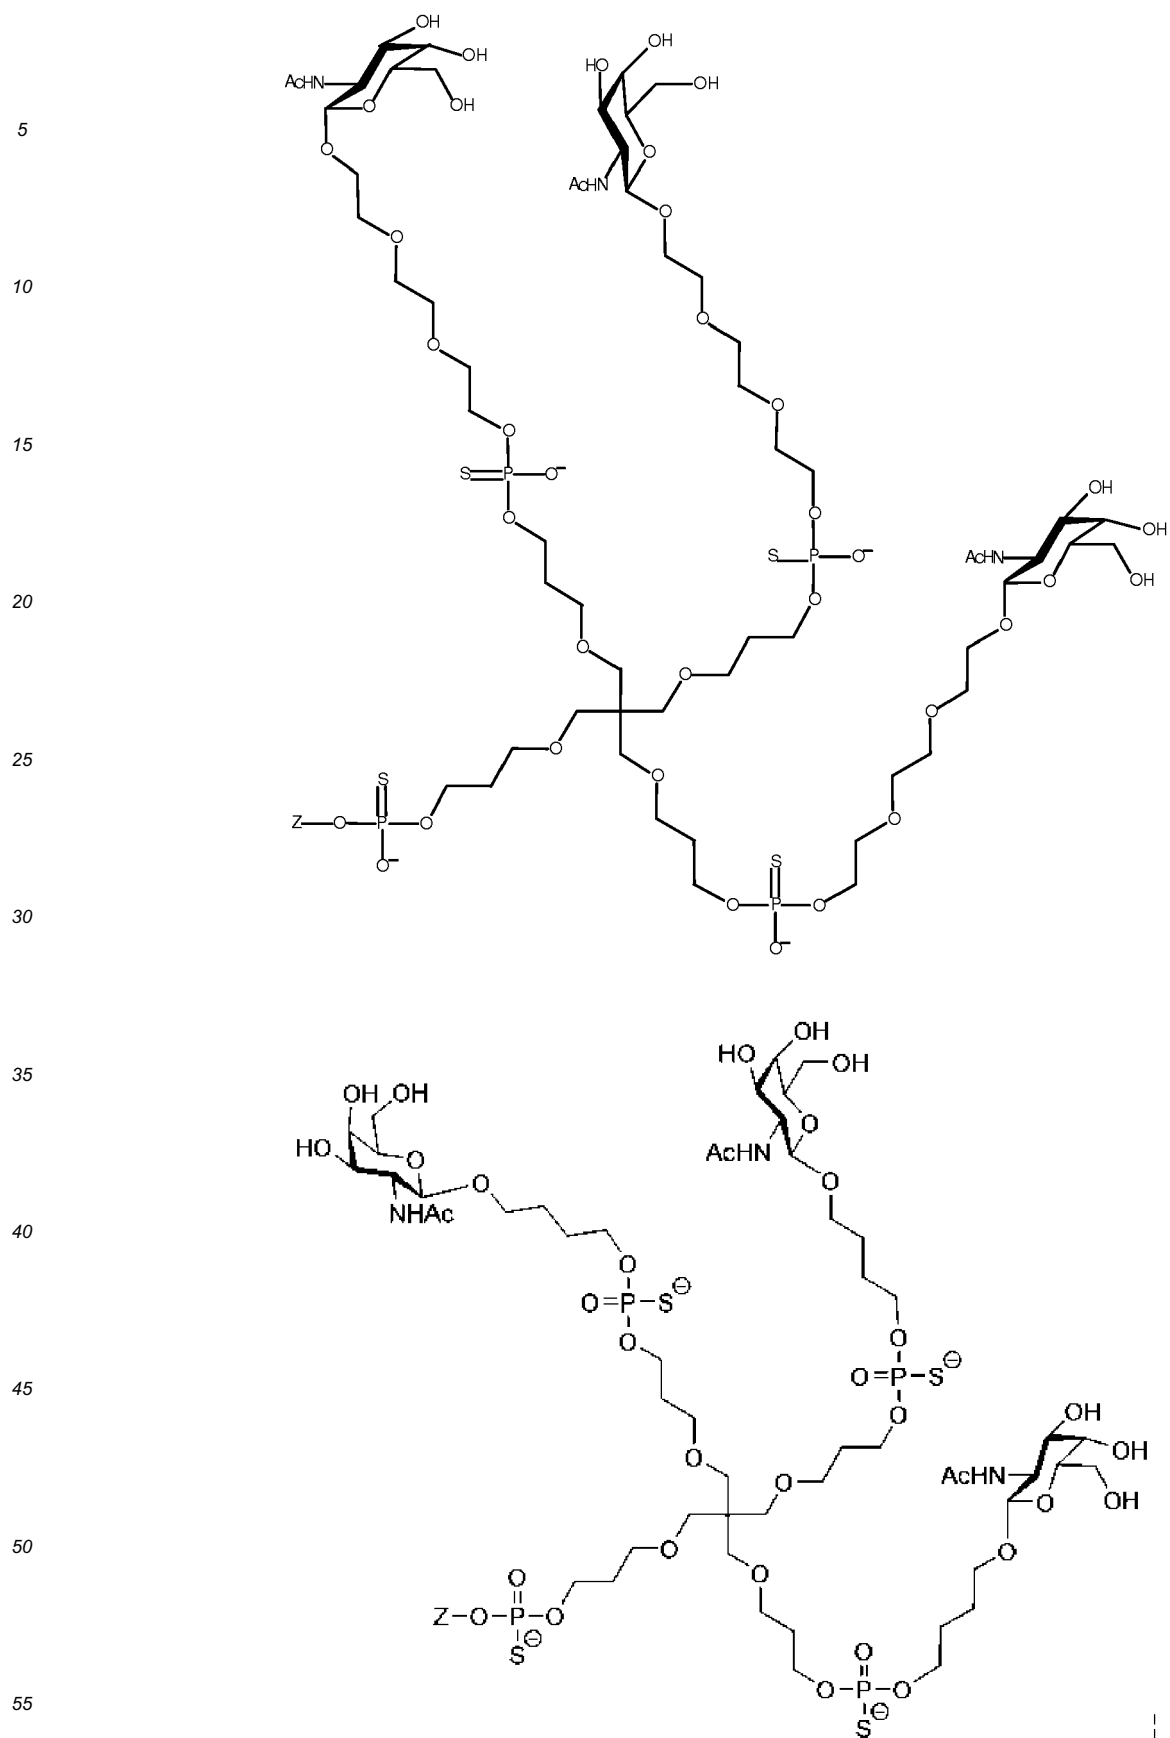 OH
OH
OH
HO
AcHN OH
O OH
5
O O
AcHN
O
O
10
O
O
O
O
15
S P O−
OH
O
O
OH
S P O− AcHN
O OH
20 O
O
O
O
O
O
25
O
S
O
Z O P O
S
O−
O P O
30
O−
OH
HO OH
35
OH OH
O
HO AcHN
O
O O
NHAc
40
O
O=P–S⊖
O
O
O=P–S⊖
45
O OH
OH
O
AcHN
O
O OH
50 O O
O
O
Z–O–P–O
O
S⊖
O–P–O
55
S⊖